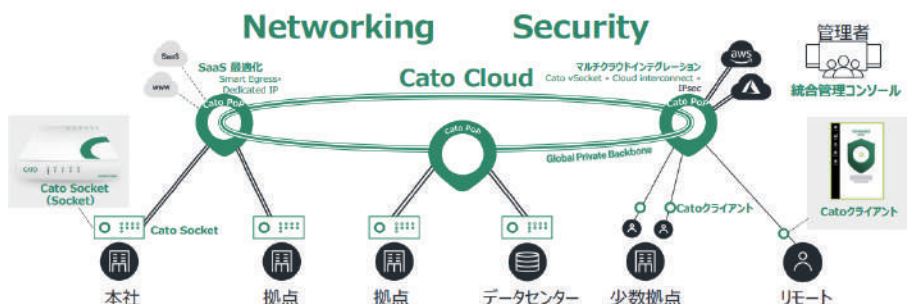 Networking Security
SaaS
www
SaaS 最適化
Smart Egress・
Dedicated IP
Cato Cloud
マルチクラウドインテグレーション
Cato vSocket・Cloud interconnect・
IPsec
aws
管理者
統合管理コンソール
Cato PoP
Cato PoP
Cato PoP
Global Private Backbone
CATO
Cato Socket
(Socket)
Cato Socket
Catoクライアント
Catoクライアント
本社
拠点
拠点
データセンター
少数拠点
リモート